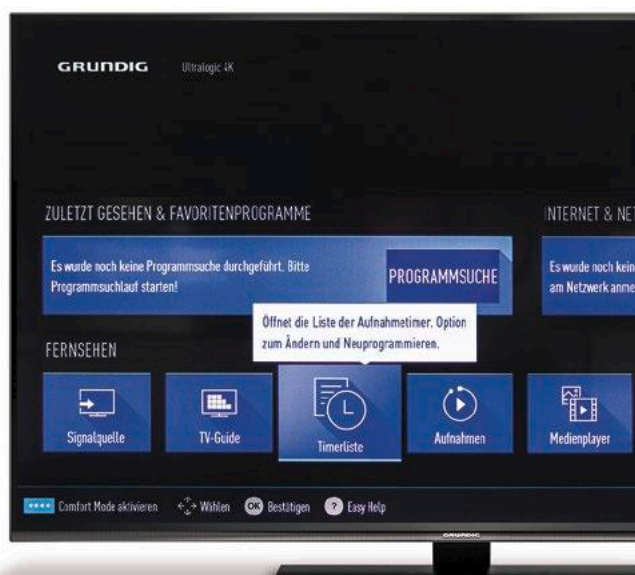 GRUNDIG Ultralogic 4K
ZULETZT GESEHEN & FAVORITENPROGRAMME
INTERNET & NET
Es wurde noch keine Programmsuche durchgeführt. Bitte
Programmsuchlauf starten!
PROGRAMMSUCHE
Es wurde noch kein
am Netzwerk anme
Öffnet die Liste der Aufnahmetimer. Option
zum Ändern und Neuprogrammieren.
FERNSEHEN
Signalquelle
TV-Guide
Timerliste
Aufnahmen
Medienplayer
Comfort Mode aktivieren
Wählen
OK Bestätigen
? Easy Help
GRUNDIG